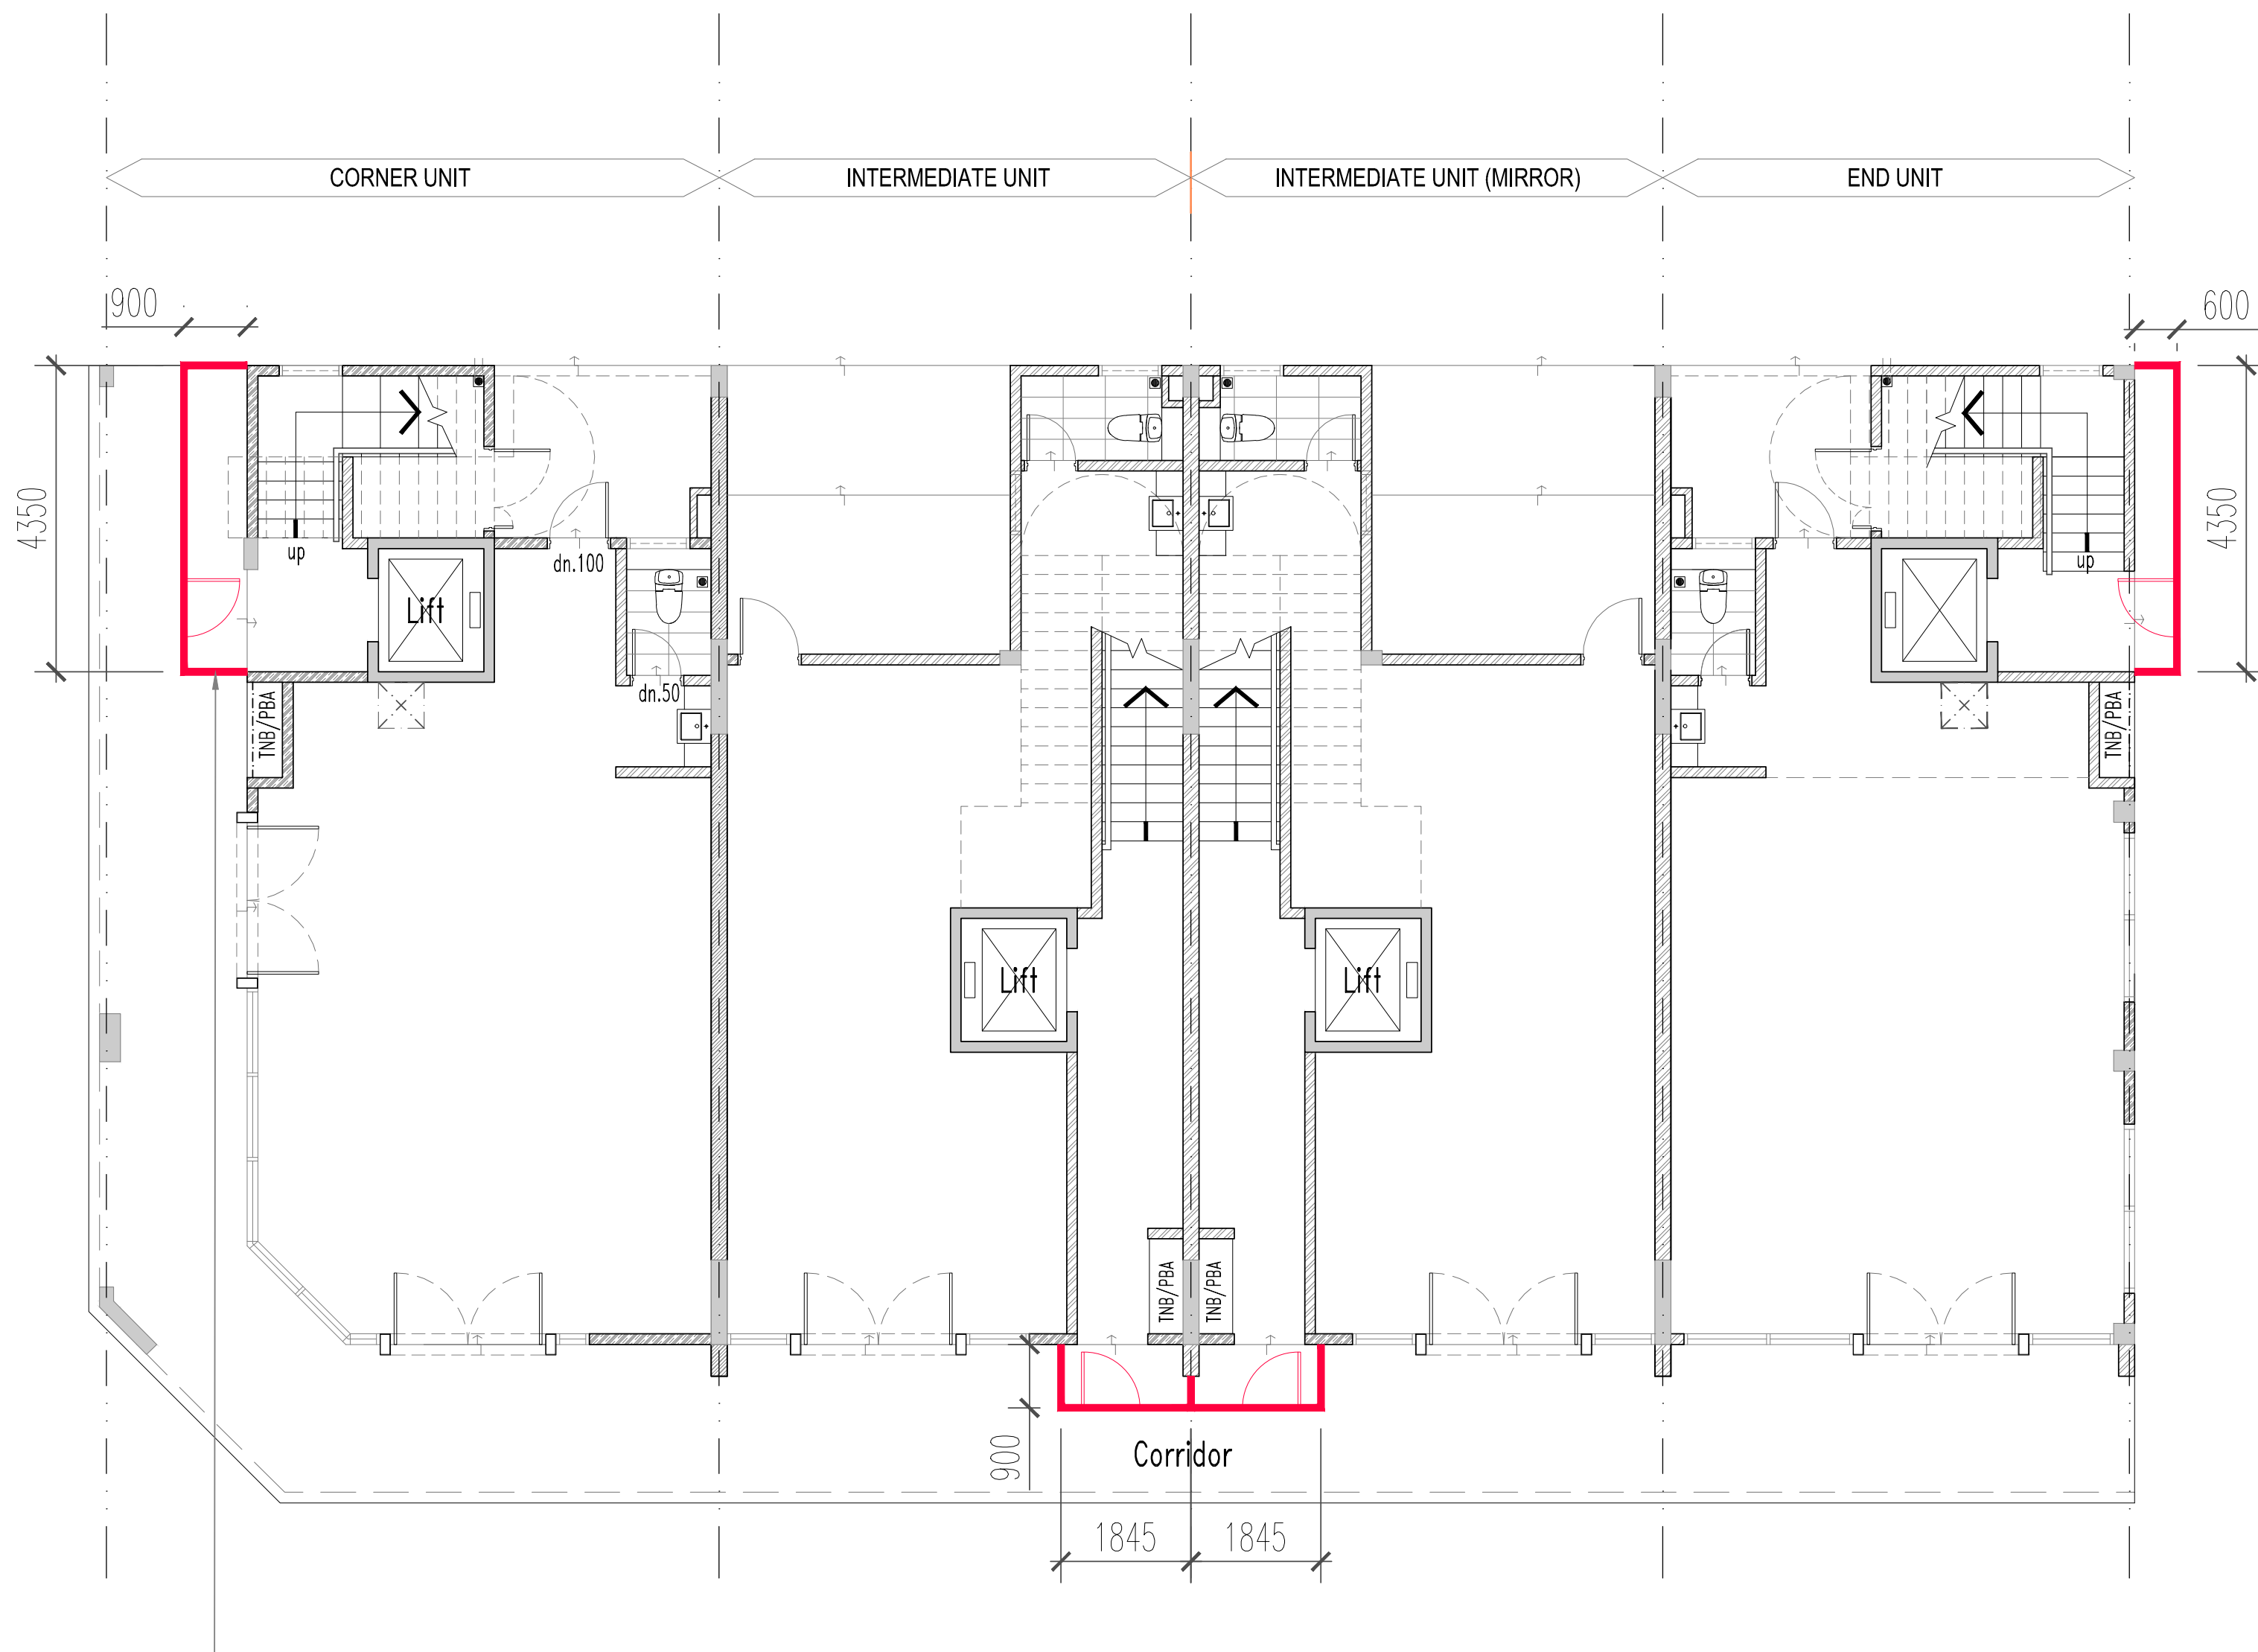 CORNER UNIT
INTERMEDIATE UNIT
INTERMEDIATE UNIT (MIRROR)
END UNIT
900
600
4350
4350
up
dn.100
up
Lift
dn.50
TNB/PBA
TNB/PBA
Lift
Lift
TNB/PBA
TNB/PBA
900
Corridor
1845
1845